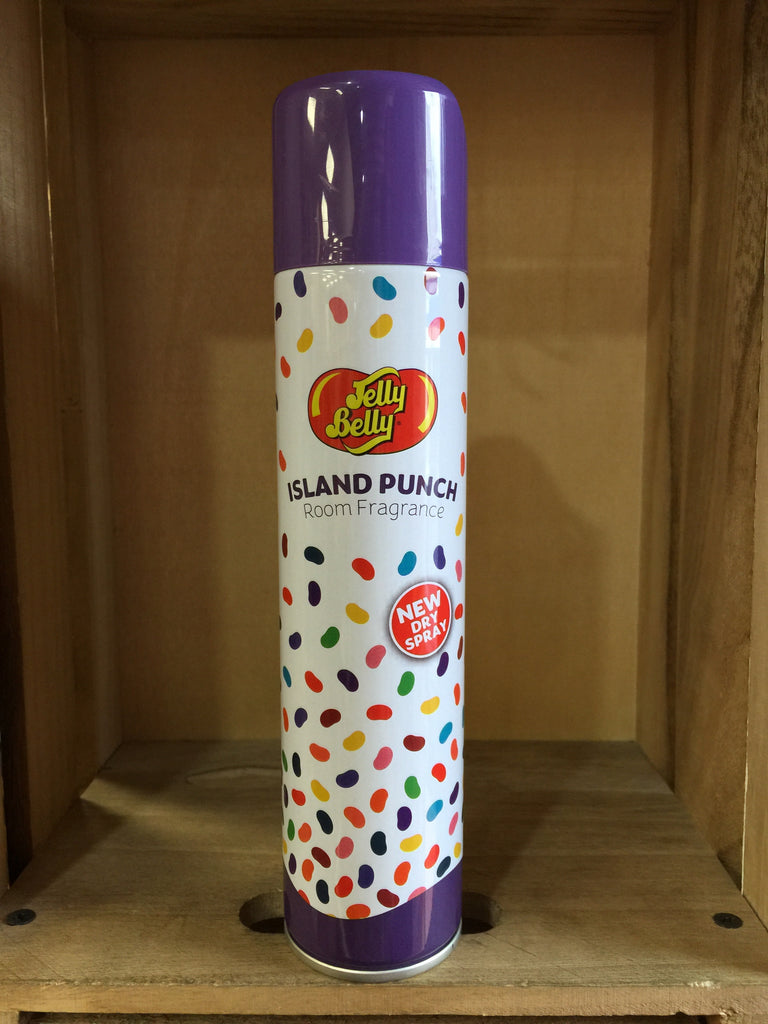 Jelly
Belly
ISLAND PUNCH
Room Fragrance
NEW
DRY
SPRAY